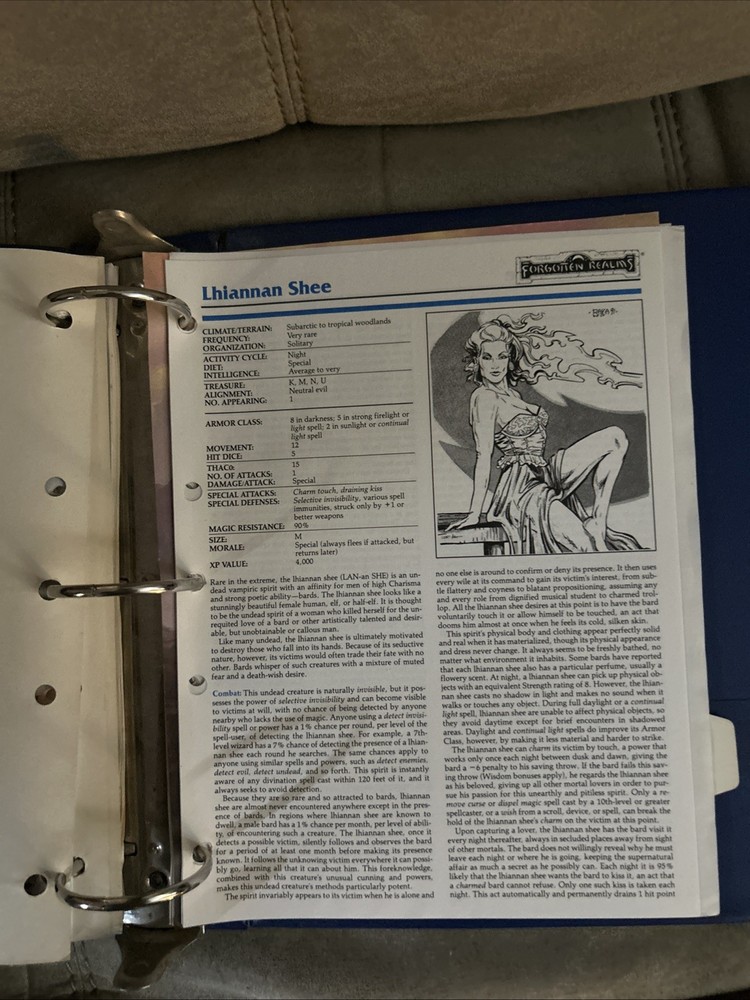 FORGOTTEN REALMS
Lhiannan Shee
CLIMATE/TERRAIN: Subarctic to tropical woodlands
FREQUENCY: Very rare
ORGANIZATION: Solitary
ACTIVITY CYCLE: Night
DIET: Special
INTELLIGENCE: Average to very
TREASURE: K, M, N, U
ALIGNMENT: Neutral evil
NO. APPEARING: 1
ARMOR CLASS: 8 in darkness; 5 in strong firelight or
light spell; 2 in sunlight or continual
light spell
MOVEMENT: 12
HIT DICE: 5
THAC0: 15
NO. OF ATTACKS: 1
DAMAGE/ATTACK: Special
SPECIAL ATTACKS: Charm touch, draining kiss
SPECIAL DEFENSES: Selective invisibility, various spell
immunities, struck only by +1 or
better weapons
MAGIC RESISTANCE: 90%
SIZE: M
MORALE: Special (always flees if attacked, but
returns later)
XP VALUE: 4,000
Rare in the extreme, the lhiannan shee (LAN-an SHE) is an un-
dead vampiric spirit with an affinity for men of high Charisma
and strong poetic ability—bards. The lhiannan shee looks like a
stunningly beautiful female human, elf, or half-elf. It is thought
to be the undead spirit of a woman who killed herself for the un-
requited love of a bard or other artistically talented and desir-
able, but unobtainable or callous man.
Like many undead, the lhiannan shee is ultimately motivated
to destroy those who fall into its hands. Because of its seductive
nature, however, its victims would often trade their fate with no
other. Bards whisper of such creatures with a mixture of muted
fear and a death-wish desire.
Combat: This undead creature is naturally invisible, but it pos-
sesses the power of selective invisibility and can become visible
to victims at will, with no chance of being detected by anyone
nearby who lacks the use of magic. Anyone using a detect invisi-
bility spell or power has a 1% chance per round, per level of the
spell-user, of detecting the lhiannan shee. For example, a 7th-
level wizard has a 7% chance of detecting the presence of a lhian-
nan shee each round he searches. The same chances apply to
anyone using similar spells and powers, such as detect enemies,
detect evil, detect undead, and so forth. This spirit is instantly
aware of any divination spell cast within 120 feet of it, and it
always seeks to avoid detection.
Because they are so rare and so attracted to bards, lhiannan
shee are almost never encountered anywhere except in the pres-
ence of bards. In regions where lhiannan shee are known to
dwell, a male bard has a 1% chance per month, per level of abili-
ty, of encountering such a creature. The lhiannan shee, once it
detects a possible victim, silently follows and observes the bard
for a period of at least one month before making its presence
known. It follows the unknowing victim everywhere it can possi-
bly go, learning all that it can about him. This foreknowledge,
combined with this creature's unusual cunning and powers,
makes this undead creature's methods particularly potent.
The spirit invariably appears to its victim when he is alone and
no one else is around to confirm or deny its presence. It then uses
every wile at its command to gain its victim's interest, from sub-
tle flattery and coyness to blatant propositioning, assuming any
and every role from dignified musical student to charmed trol-
lop. All the lhiannan shee desires at this point is to have the bard
voluntarily touch it or allow himself to be touched, an act that
dooms him almost at once when he feels its cold, silken skin.
This spirit's physical body and clothing appear perfectly solid
and real when it has materialized, though its physical appearance
and dress never change. It always seems to be freshly bathed, no
matter what environment it inhabits. Some bards have reported
that each lhiannan shee also has a particular perfume, usually a
flowery scent. At night, a lhiannan shee can pick up physical ob-
jects with an equivalent Strength rating of 8. However, the lhian-
nan shee casts no shadow in light and makes no sound when it
walks or touches any object. During full daylight or a continual
light spell, lhiannan shee are unable to affect physical objects, so
they avoid daytime except for brief encounters in shadowed
areas. Daylight and continual light spells do improve its Armor
Class, however, by making it less material and harder to strike.
The lhiannan shee can charm its victim by touch, a power that
works only once each night between dusk and dawn, giving the
bard a −6 penalty to his saving throw. If the bard fails this sav-
ing throw (Wisdom bonuses apply), he regards the lhiannan shee
as his beloved, giving up all other mortal lovers in order to pur-
sue his passion for this unearthly and pitiless spirit. Only a re-
move curse or dispel magic spell cast by a 10th-level or greater
spellcaster, or a wish from a scroll, device, or spell, can break the
hold of the lhiannan shee's charm on the victim at this point.
Upon capturing a lover, the lhiannan shee has the bard visit it
every night thereafter, always in secluded places away from sight
of other mortals. The bard does not willingly reveal why he must
leave each night or where he is going, keeping the supernatural
affair as much a secret as he possibly can. Each night it is 95%
likely that the lhiannan shee wants the bard to kiss it, an act that
a charmed bard cannot refuse. Only one such kiss is taken each
night. This act automatically and permanently drains 1 hit point